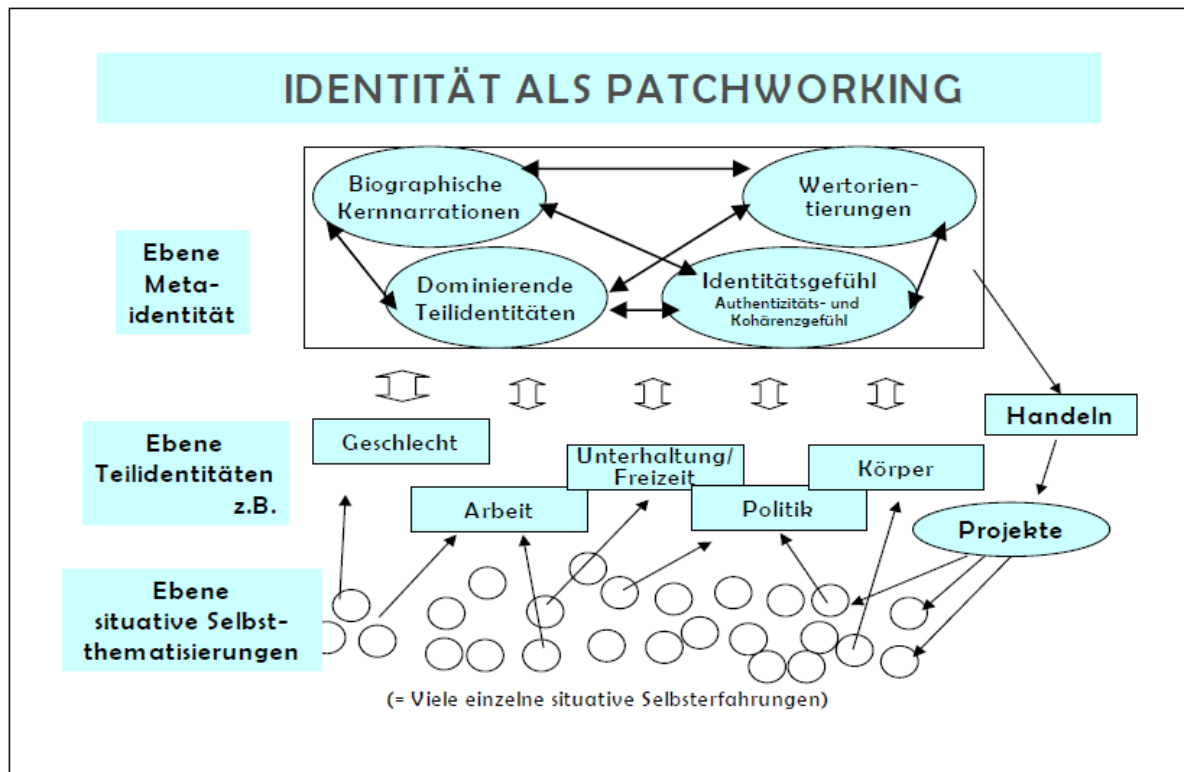 IDENTITÄT ALS PATCHWORKING
Biographische
Kernnarrationen
Wertorien-
tierungen
Ebene
Meta-
identität
Dominierende
Teilidentitäten
Identitätsgefühl
Authentizitäts- und
Kohärenzgefühl
Handeln
Ebene
Teilidentitäten
z.B.
Geschlecht
Unterhaltung/
Freizeit
Körper
Arbeit
Politik
Projekte
Ebene
situative Selbst-
thematisierungen
(= Viele einzelne situative Selbsterfahrungen)